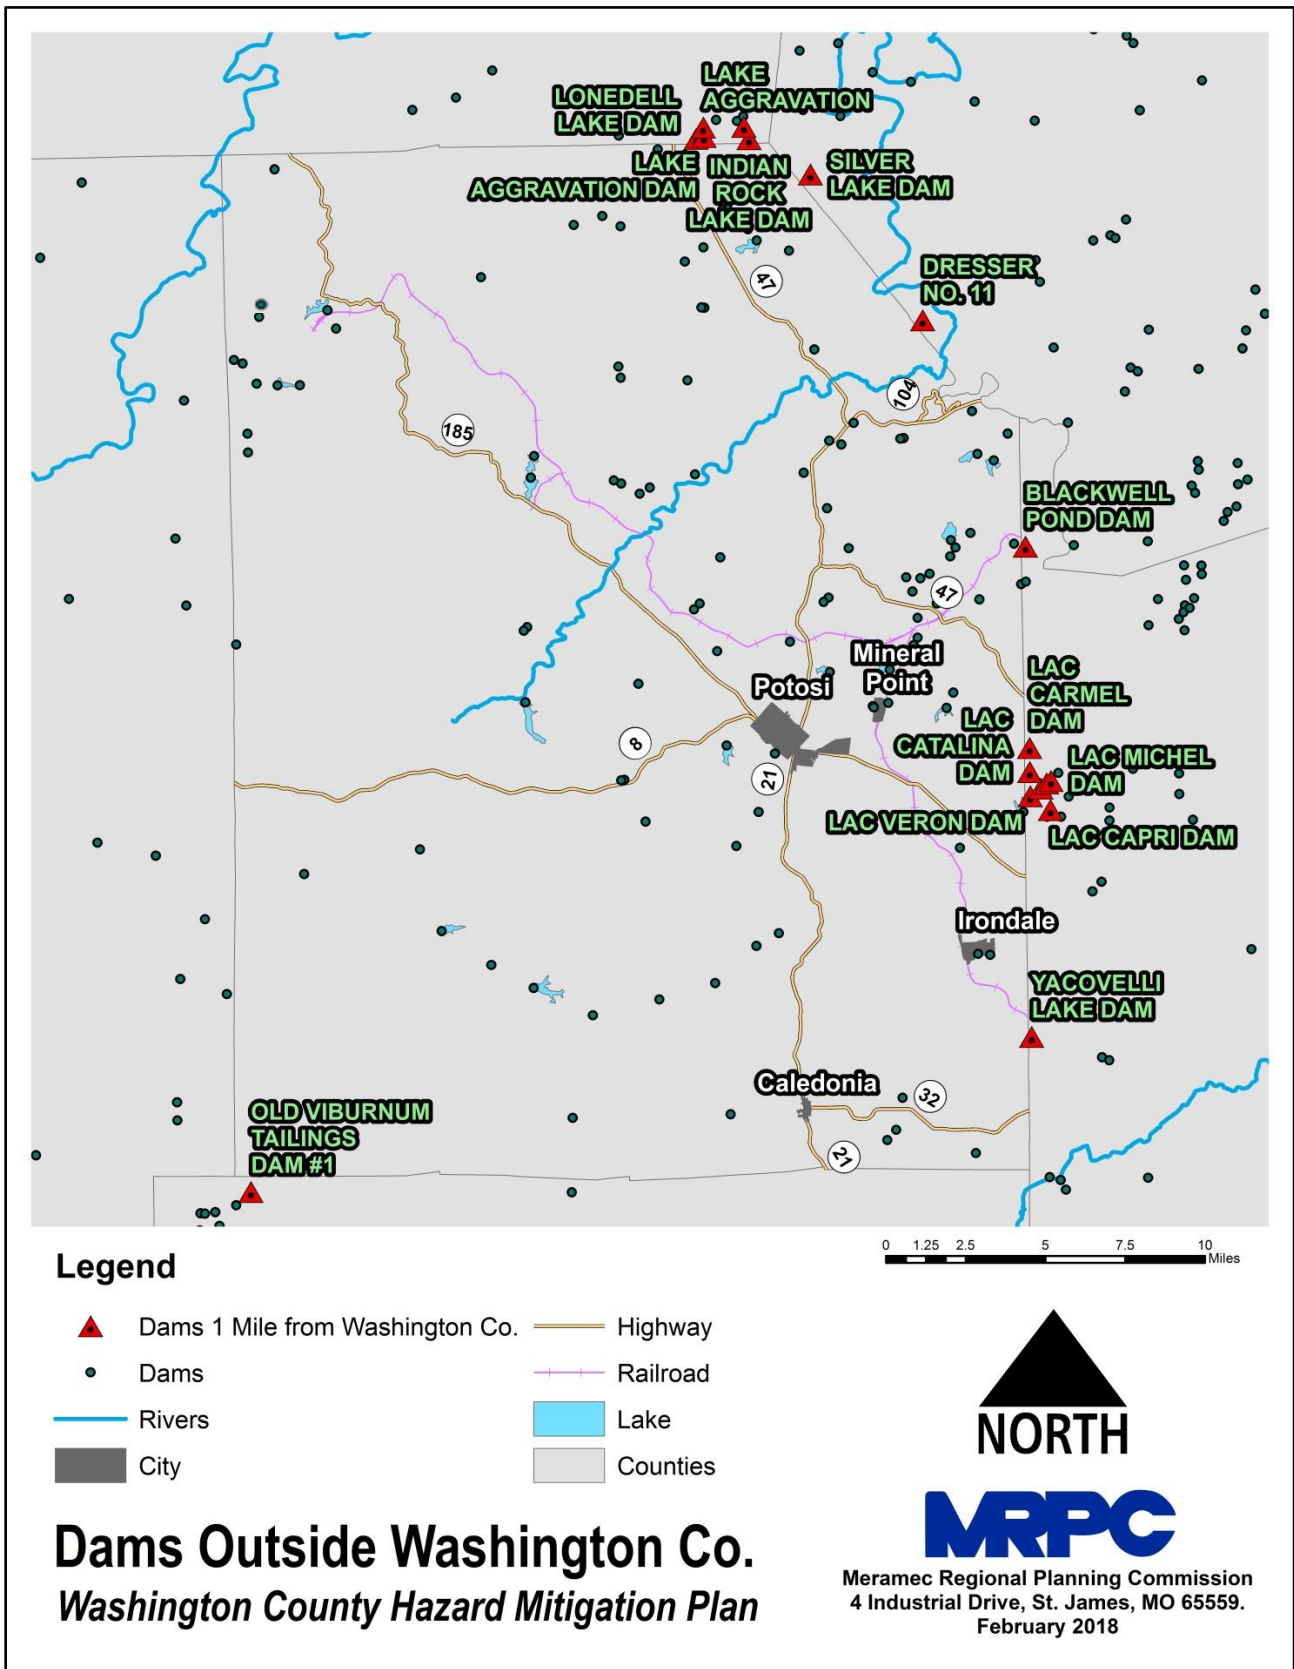 LAKE
AGGRAVATION
LONEDELL
LAKE DAM
LAKE
AGGRAVATION DAM
INDIAN
ROCK
LAKE DAM
SILVER
LAKE DAM
DRESSER
NO. 11
47
104
185
BLACKWELL
POND DAM
47
Mineral
Point
Potosi
LAC
CARMEL
DAM
LAC
CATALINA
DAM
LAC MICHEL
DAM
8
21
LAC VERON DAM
LAC CAPRI DAM
Irondale
YACOVELLI
LAKE DAM
Caledonia
32
OLD VIBURNUM
TAILINGS
DAM #1
21
Legend
0 1.25 2.5 5 7.5 10
Miles
Dams 1 Mile from Washington Co.
Highway
Dams
Railroad
Rivers
Lake
City
Counties
NORTH
MRPC
Dams Outside Washington Co.
Washington County Hazard Mitigation Plan
Meramec Regional Planning Commission
4 Industrial Drive, St. James, MO 65559.
February 2018